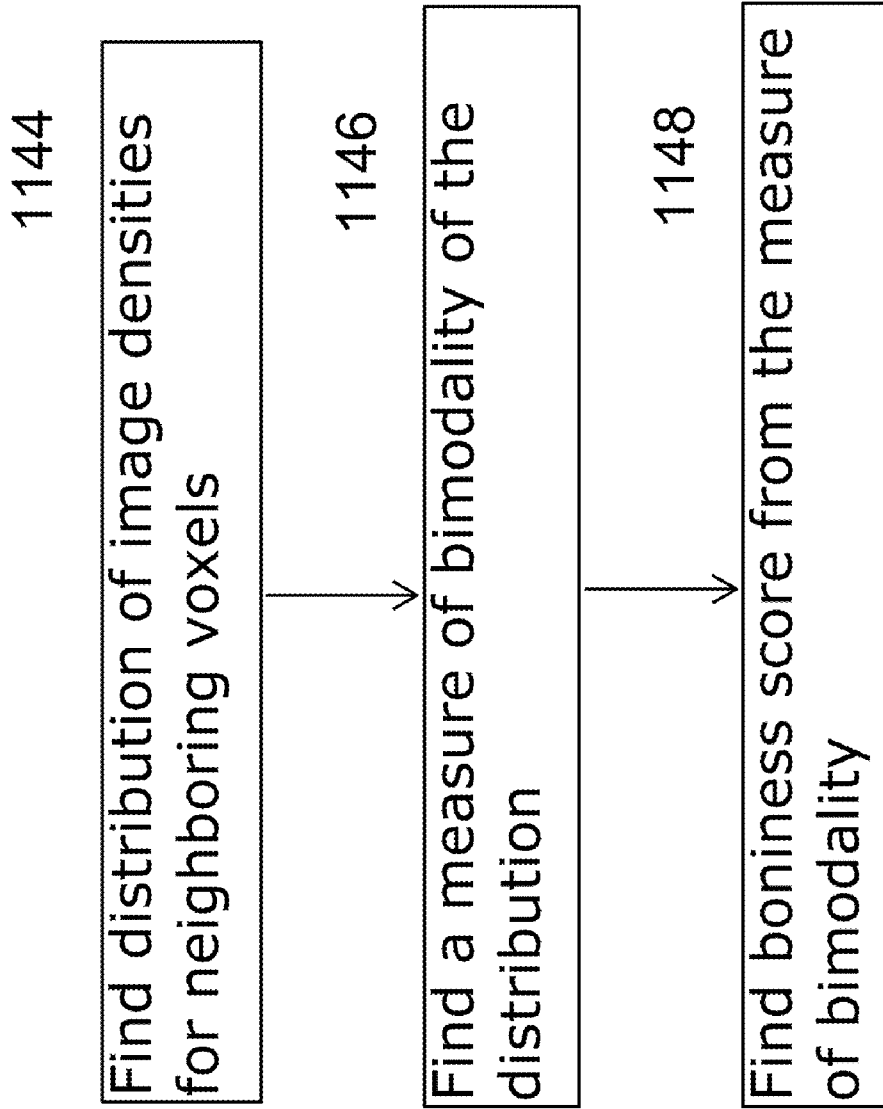 1144
Find distribution of image densities
for neighboring voxels
1146
Find a measure of bimodality of the
distribution
1148
Find boniness score from the measure
of bimodality